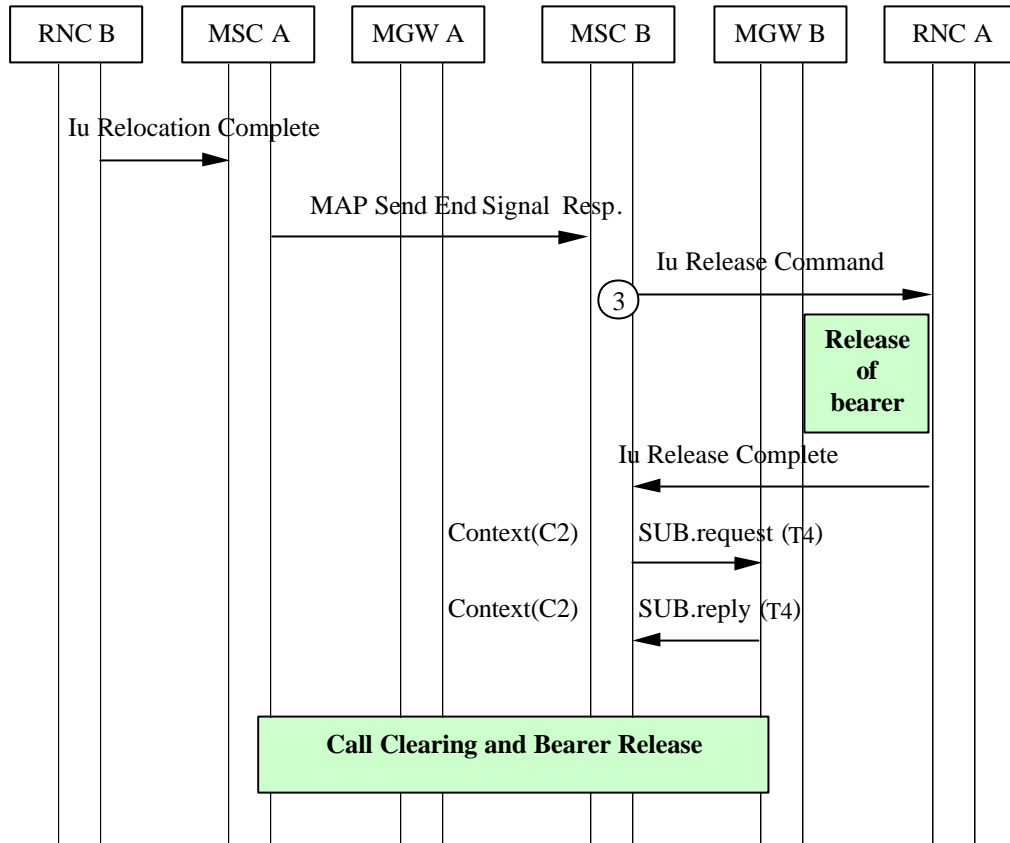 RNC B
MSC A
MGW A
MSC B
MGW B
RNC A
Iu Relocation Complete
MAP Send End Signal Resp.
Iu Release Command
3
Release
of
bearer
Iu Release Complete
Context(C2)
SUB.request (T4)
Context(C2)
SUB.reply (T4)
Call Clearing and Bearer Release